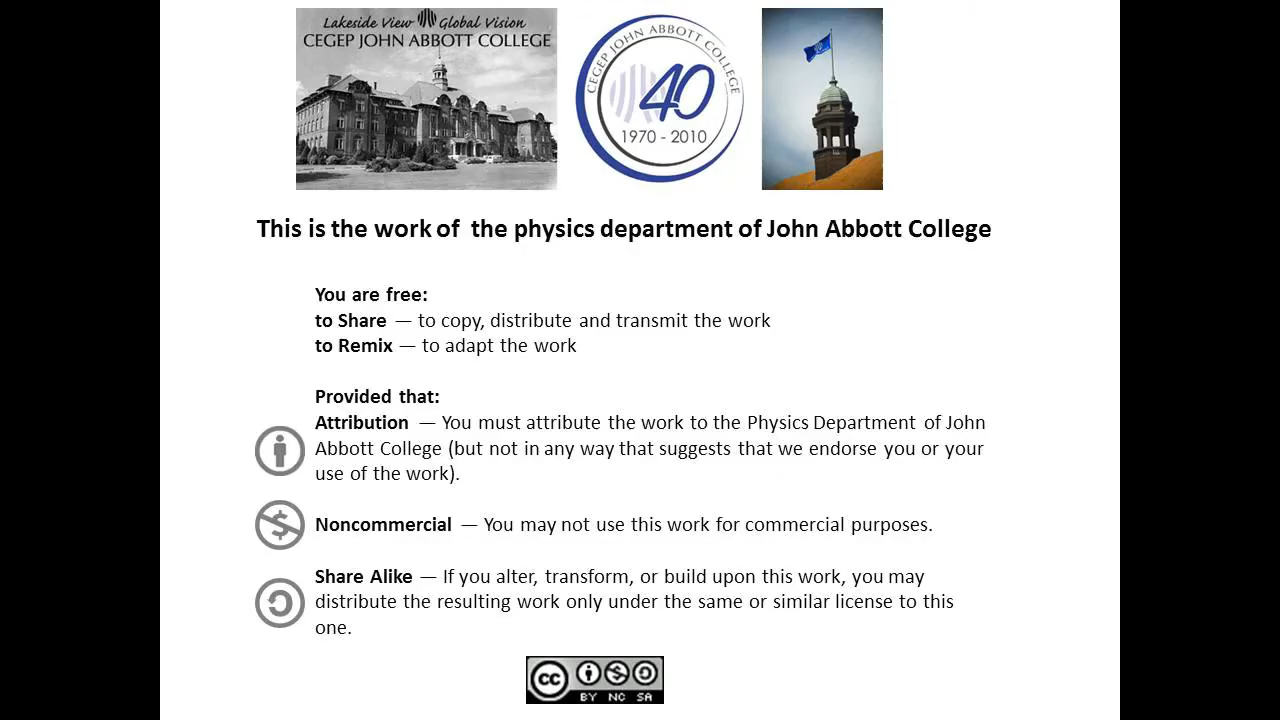 Lakeside View Global Vision
CEGEP JOHN ABBOTT COLLEGE
CEGEP JOHN ABBOTT COLLEGE
40
1970 - 2010
This is the work of the physics department of John Abbott College
You are free:
to Share — to copy, distribute and transmit the work
to Remix — to adapt the work
Provided that:
Attribution — You must attribute the work to the Physics Department of John
Abbott College (but not in any way that suggests that we endorse you or your
use of the work).
Noncommercial — You may not use this work for commercial purposes.
Share Alike — If you alter, transform, or build upon this work, you may
distribute the resulting work only under the same or similar license to this
one.
cc
BY NC SA